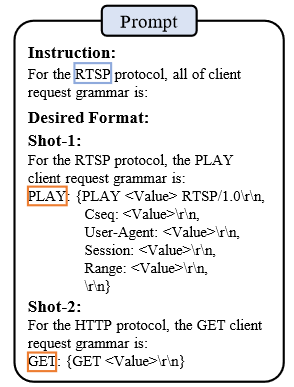 Prompt
Instruction:
For the RTSP protocol, all of client
request grammar is:
Desired Format:
Shot-1:
For the RTSP protocol, the PLAY
client request grammar is:
PLAY: {PLAY <Value> RTSP/1.0\r\n,
Cseq: <Value>\r\n,
User-Agent: <Value>\r\n,
Session: <Value>\r\n,
Range: <Value>\r\n,
\r\n}
Shot-2:
For the HTTP protocol, the GET client
request grammar is:
GET: {GET <Value>\r\n}